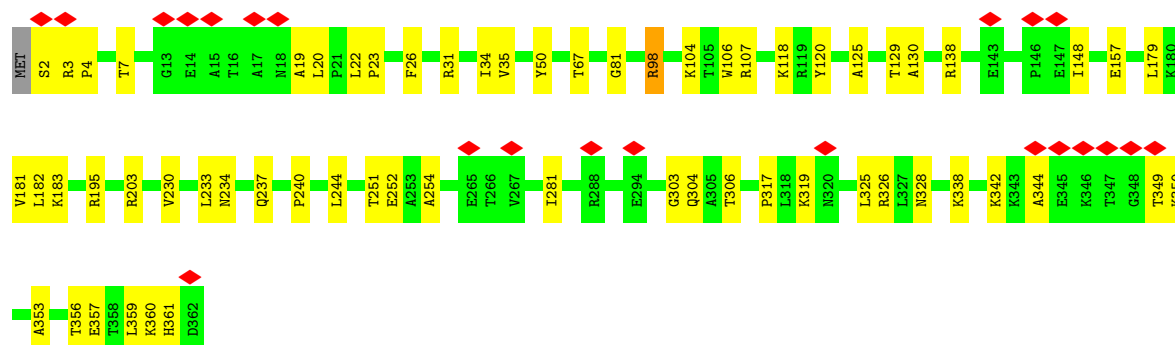 MET S2 R3 P4 T7 G13 E14 A15 T16 A17 N18 A19 L20 P21 L22 P23 F26 R31 I34 V35 Y50 T67 G81 R98 K104 T105 W106 R107 K118 R119 Y120 A125 T129 A130 R138 E143 P146 E147 I148 E157 L179 K180
V181 L182 K183 R195 R203 V230 L233 N234 Q237 P240 L244 T251 E252 A253 A254 E265 T266 V267 I281 R288 E294 G303 Q304 A305 T306 P317 L318 K319 N320 L325 R326 L327 N328 K338 K342 K343 A344 E345 K346 T347 G348 T349
A353 T356 E357 T358 L359 K360 H361 D362